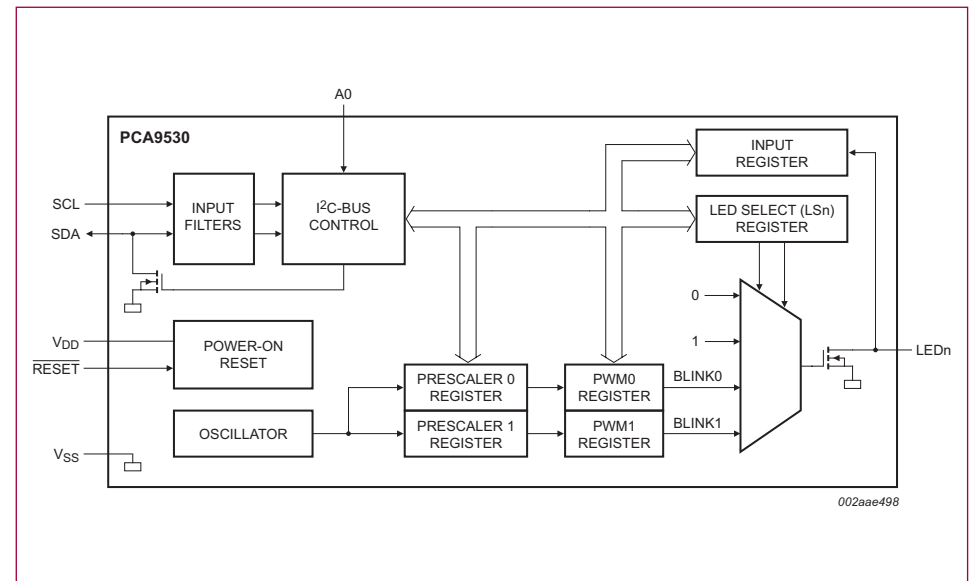 A0
PCA9530
INPUT
REGISTER
SCL
SDA
INPUT
FILTERS
I²C-BUS
CONTROL
LED SELECT (LSn)
REGISTER
0
1
VDD
RESET
POWER-ON
RESET
LEDn
PRESCALER 0
REGISTER
PWM0
REGISTER
BLINK0
OSCILLATOR
PRESCALER 1
REGISTER
PWM1
REGISTER
BLINK1
VSS
002aae498